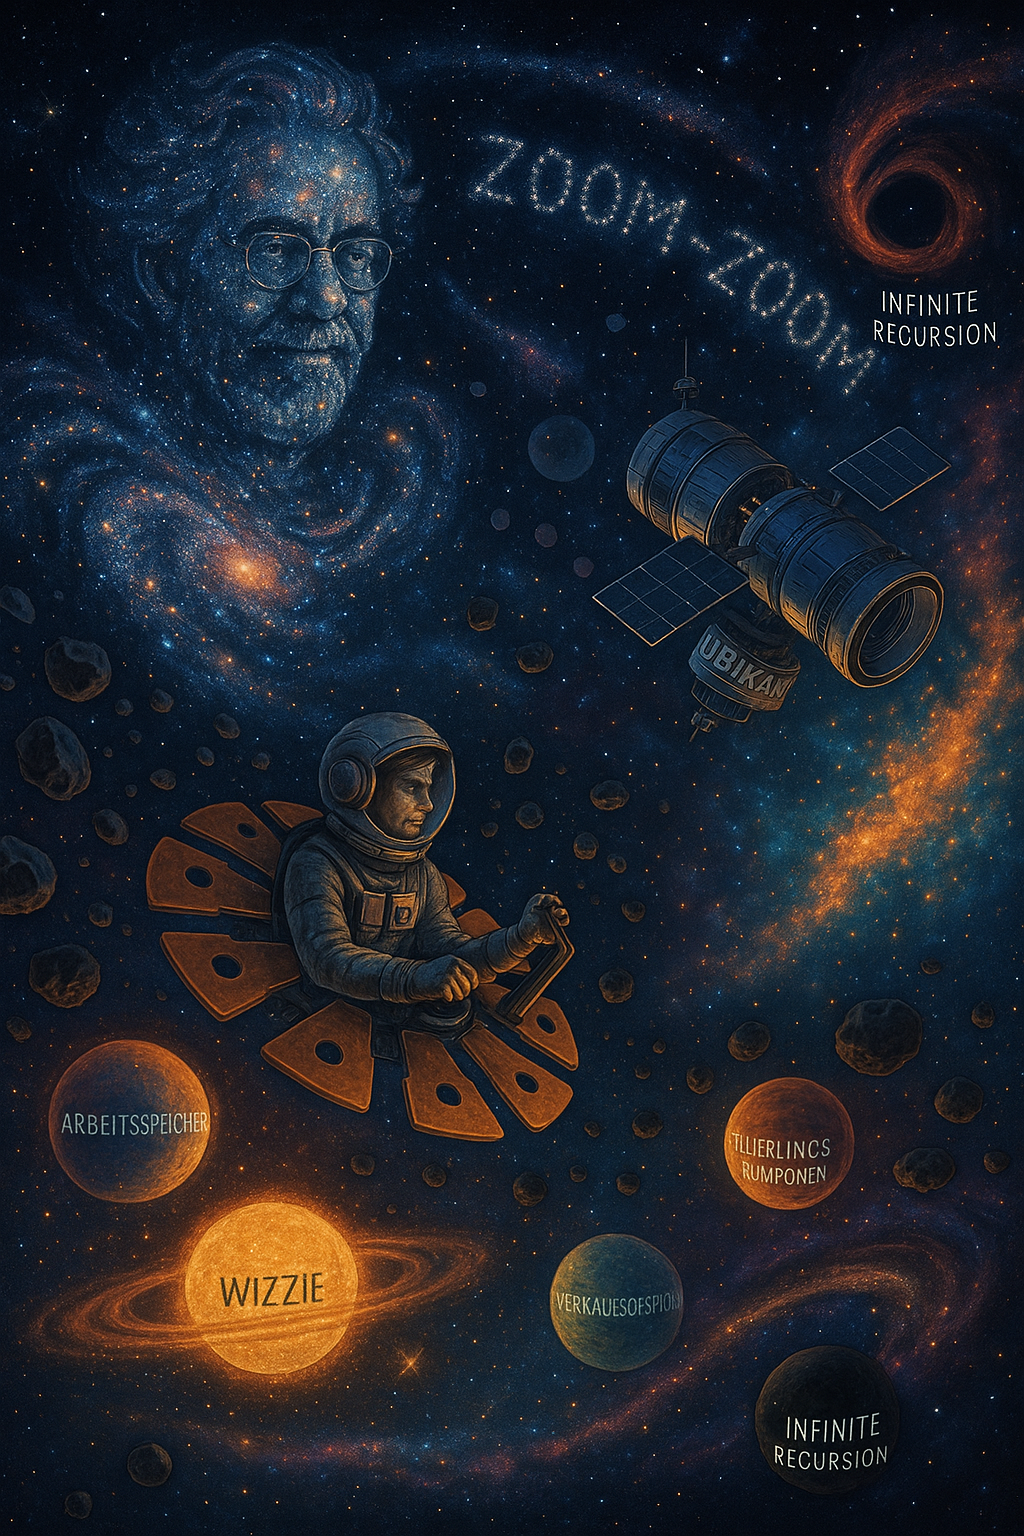 ZOOM-ZOOM
INFINITE
RECURSION
UBIKAN
ARBEITSSPEICHER
TLLIERLINCS
RUMPONEN
WIZZIE
VERKAUESOFSPION
INFINITE
RECURSION